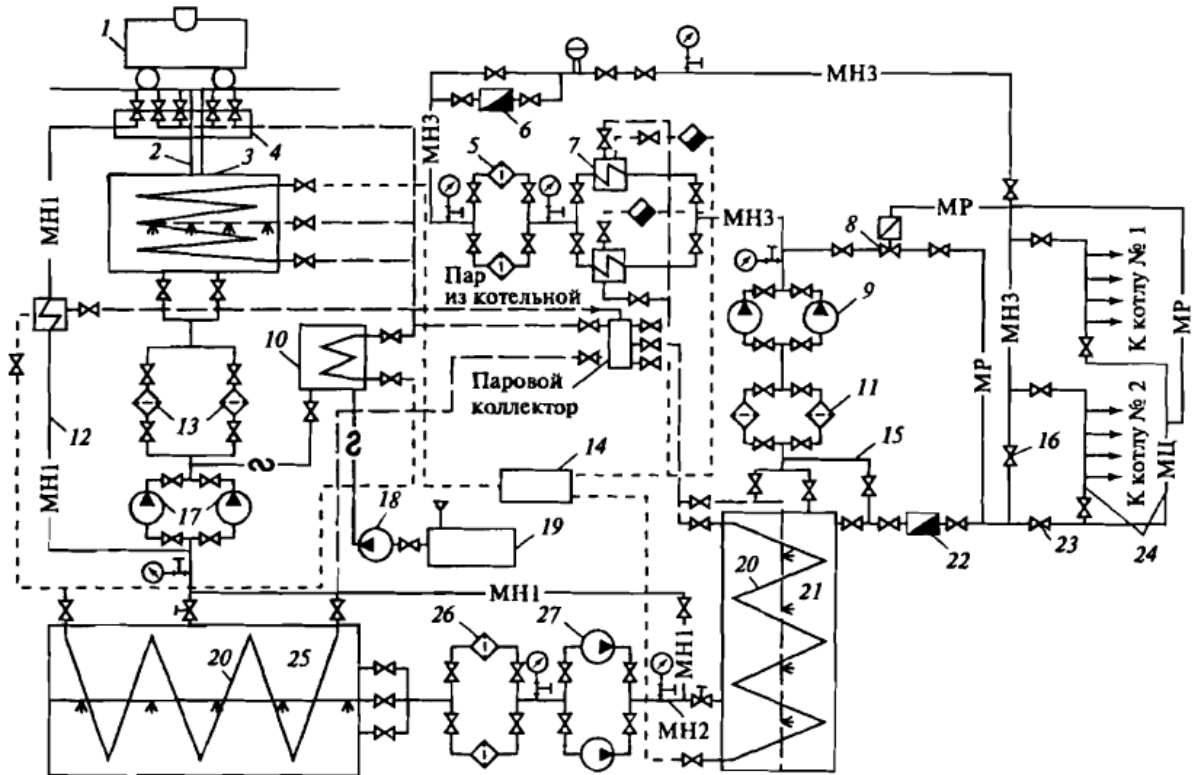 1
2
3
4
МН1
МН3
5
6
7
МН3
МН3
8
МР
9
Пар
из котельной
10
Паровой
коллектор
11
12
13
МН1
14
15
МР
МН3
16
К котлу № 1
К котлу № 2
МР
МЦ
17
18
19
20
21
22
23
24
МН1
МН1
20
25
26
27
МН2